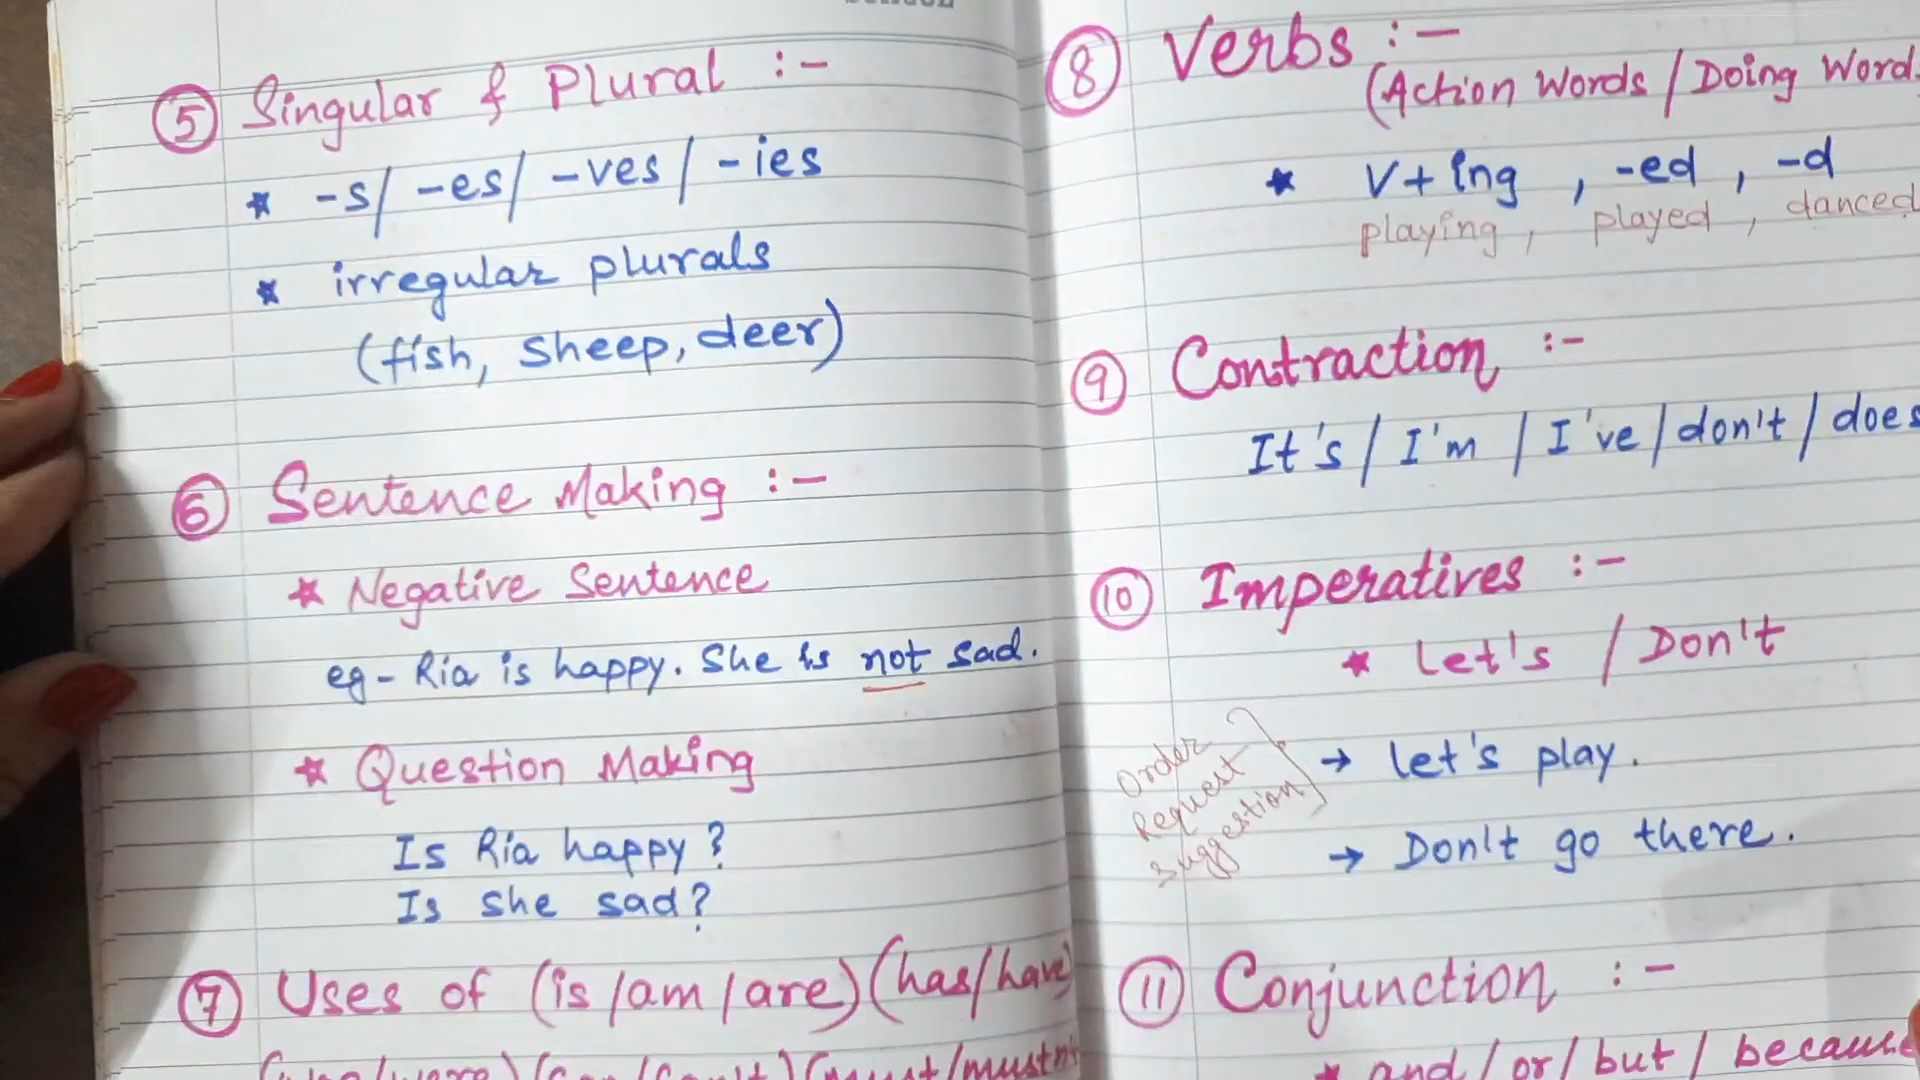 5 Singular & Plural :-
* -s/ -es/ -ves/ -ies
* irregular plurals
(fish, sheep, deer)
6 Sentence Making :-
* Negative Sentence
eg- Ria is happy. She is not sad.
* Question Making
Is Ria happy?
Is she sad?
7 Uses of (is/am/are)(has/have)
8 Verbs :-
(Action Words / Doing Word
* V+ing , -ed , -d
playing , played , danced
9 Contraction :-
It's / I'm / I've / don't / does
10 Imperatives :-
* Let's / Don't
Order
Request
Suggestion
→ let's play.
→ Don't go there.
11 Conjunction :-
* and / or / but / because